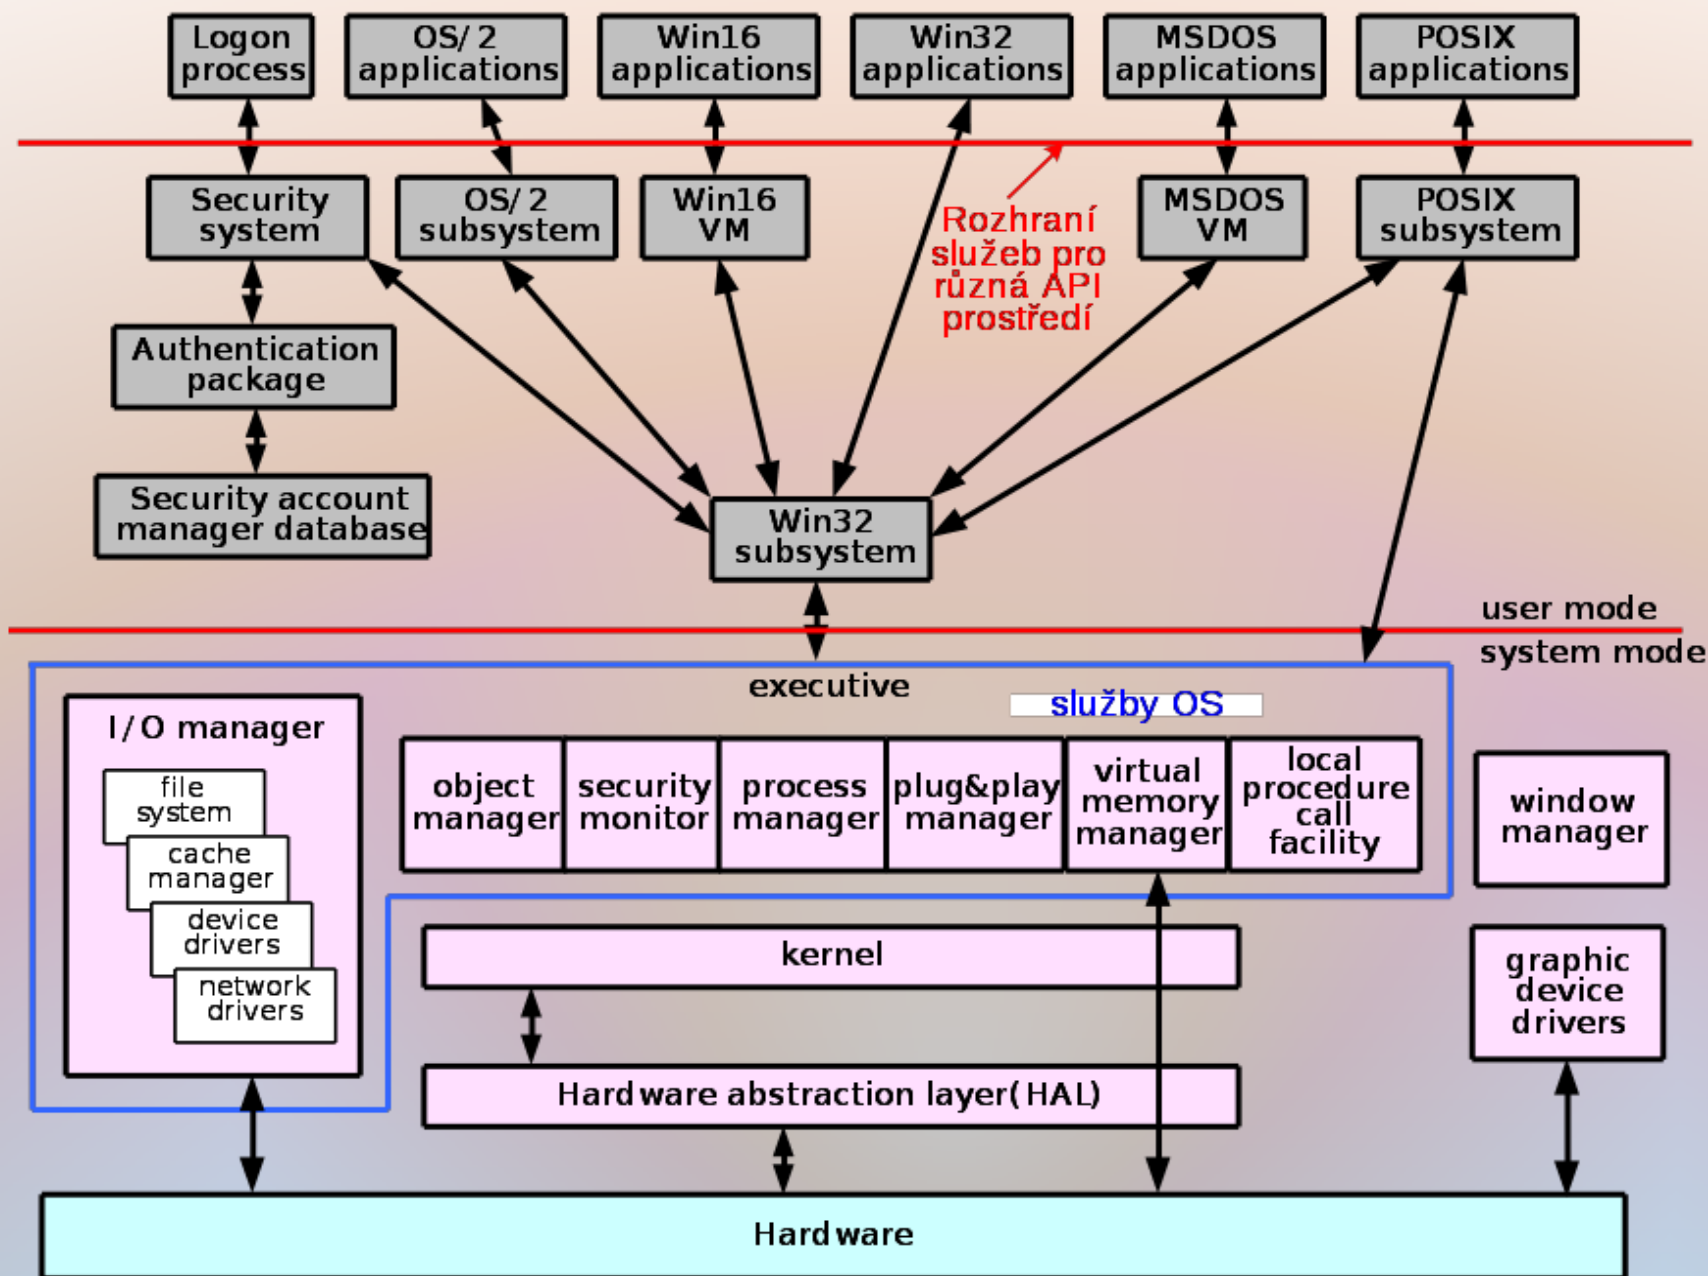 Logon
process
OS/2
applications
Win16
applications
Win32
applications
MSDOS
applications
POSIX
applications
Security
system
OS/2
subsystem
Win16
VM
Rozhraní
služeb pro
různá API
prostředí
MSDOS
VM
POSIX
subsystem
Authentication
package
Security account
manager database
Win32
subsystem
user mode
system mode
executive
služby OS
I/O manager
file
system
cache
manager
device
drivers
network
drivers
object
manager
security
monitor
process
manager
plug&play
manager
virtual
memory
manager
local
procedure
call
facility
window
manager
kernel
graphic
device
drivers
Hardware abstraction layer(HAL)
Hardware